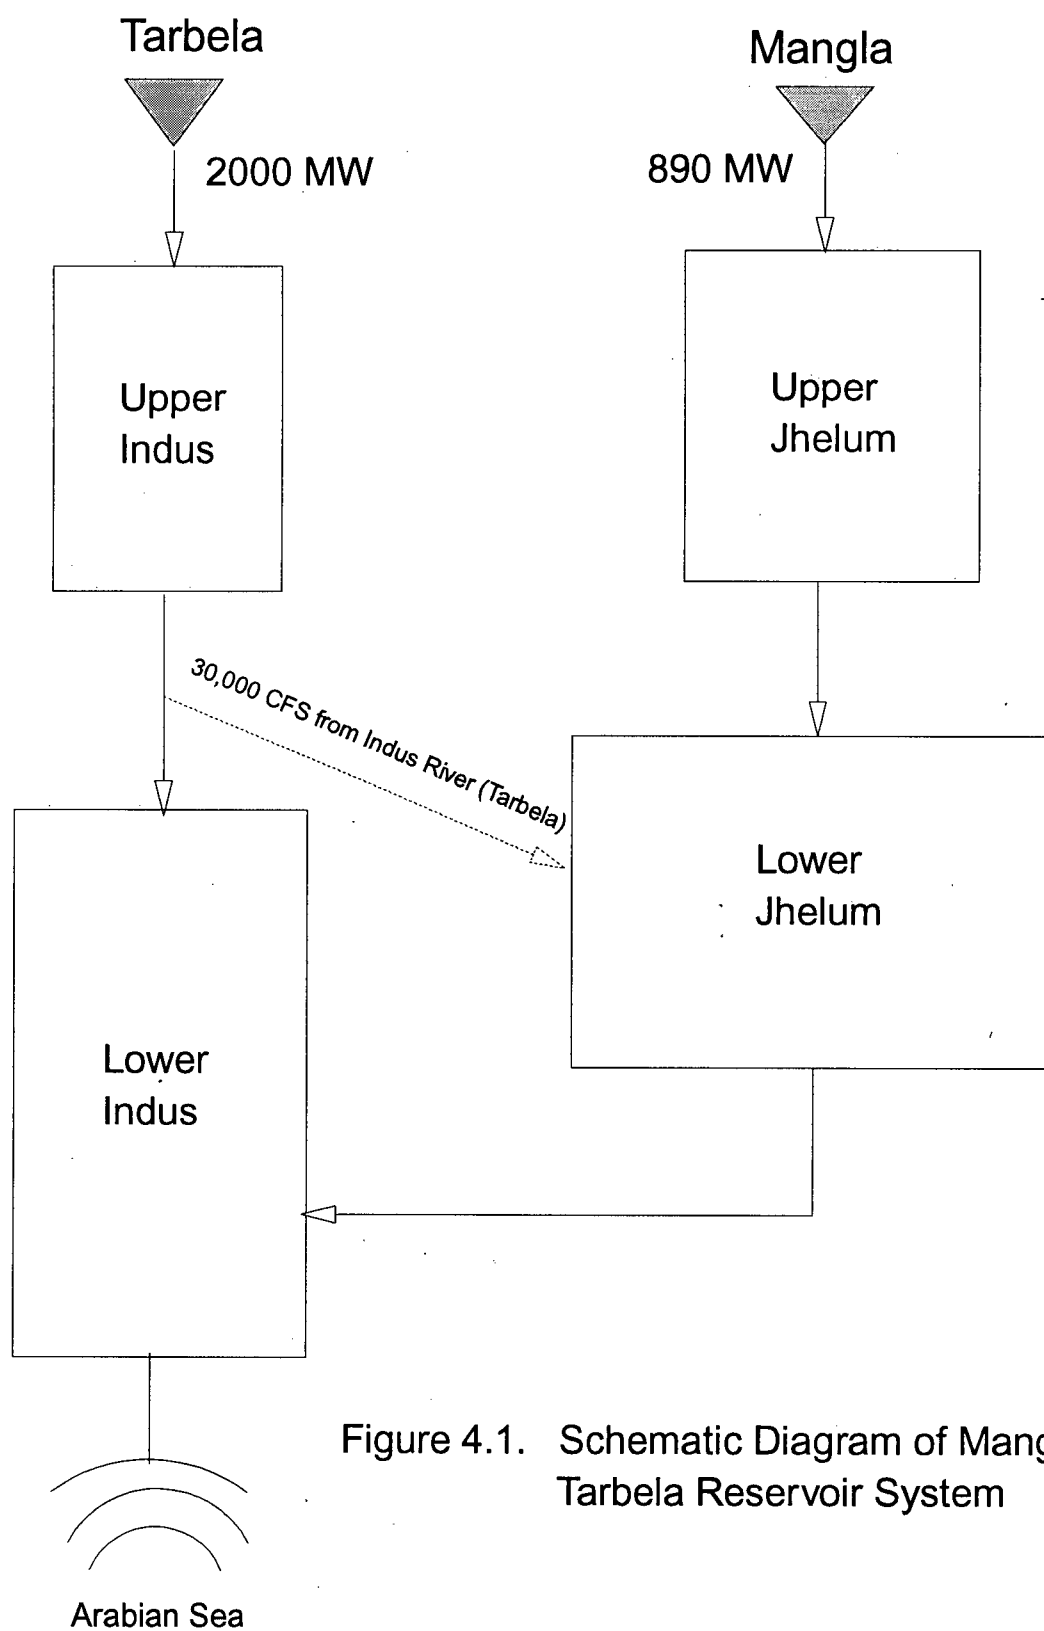 Tarbela
Mangla
2000 MW
890 MW
Upper
Indus
Upper
Jhelum
30,000 CFS from Indus River (Tarbela)
Lower
Jhelum
Lower
Indus
Figure 4.1. Schematic Diagram of Mang
Tarbela Reservoir System
Arabian Sea